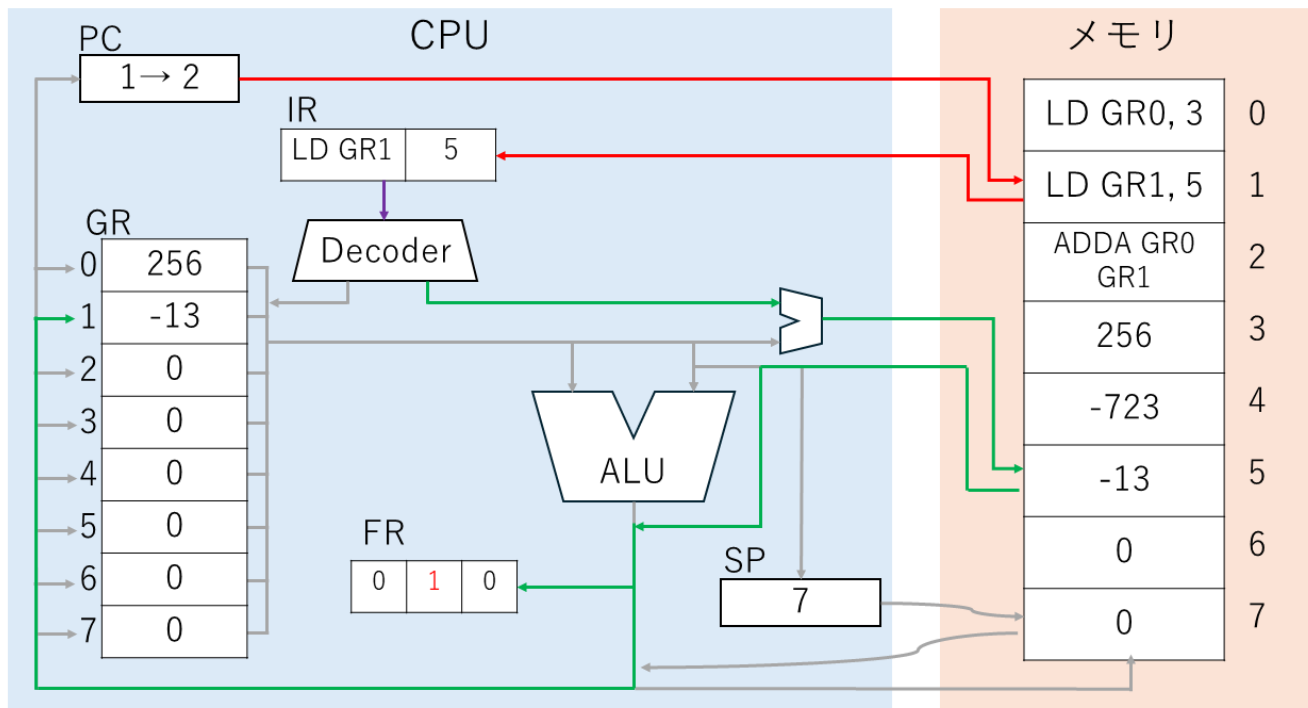 CPU
メモリ
PC
1→ 2
IR
LD GR1 5
Decoder
GR
0 256
1 -13
2 0
3 0
4 0
5 0
6 0
7 0
ALU
FR
0 1 0
SP
7
LD GR0, 3 0
LD GR1, 5 1
ADDA GR0
GR1 2
256 3
-723 4
-13 5
0 6
0 7